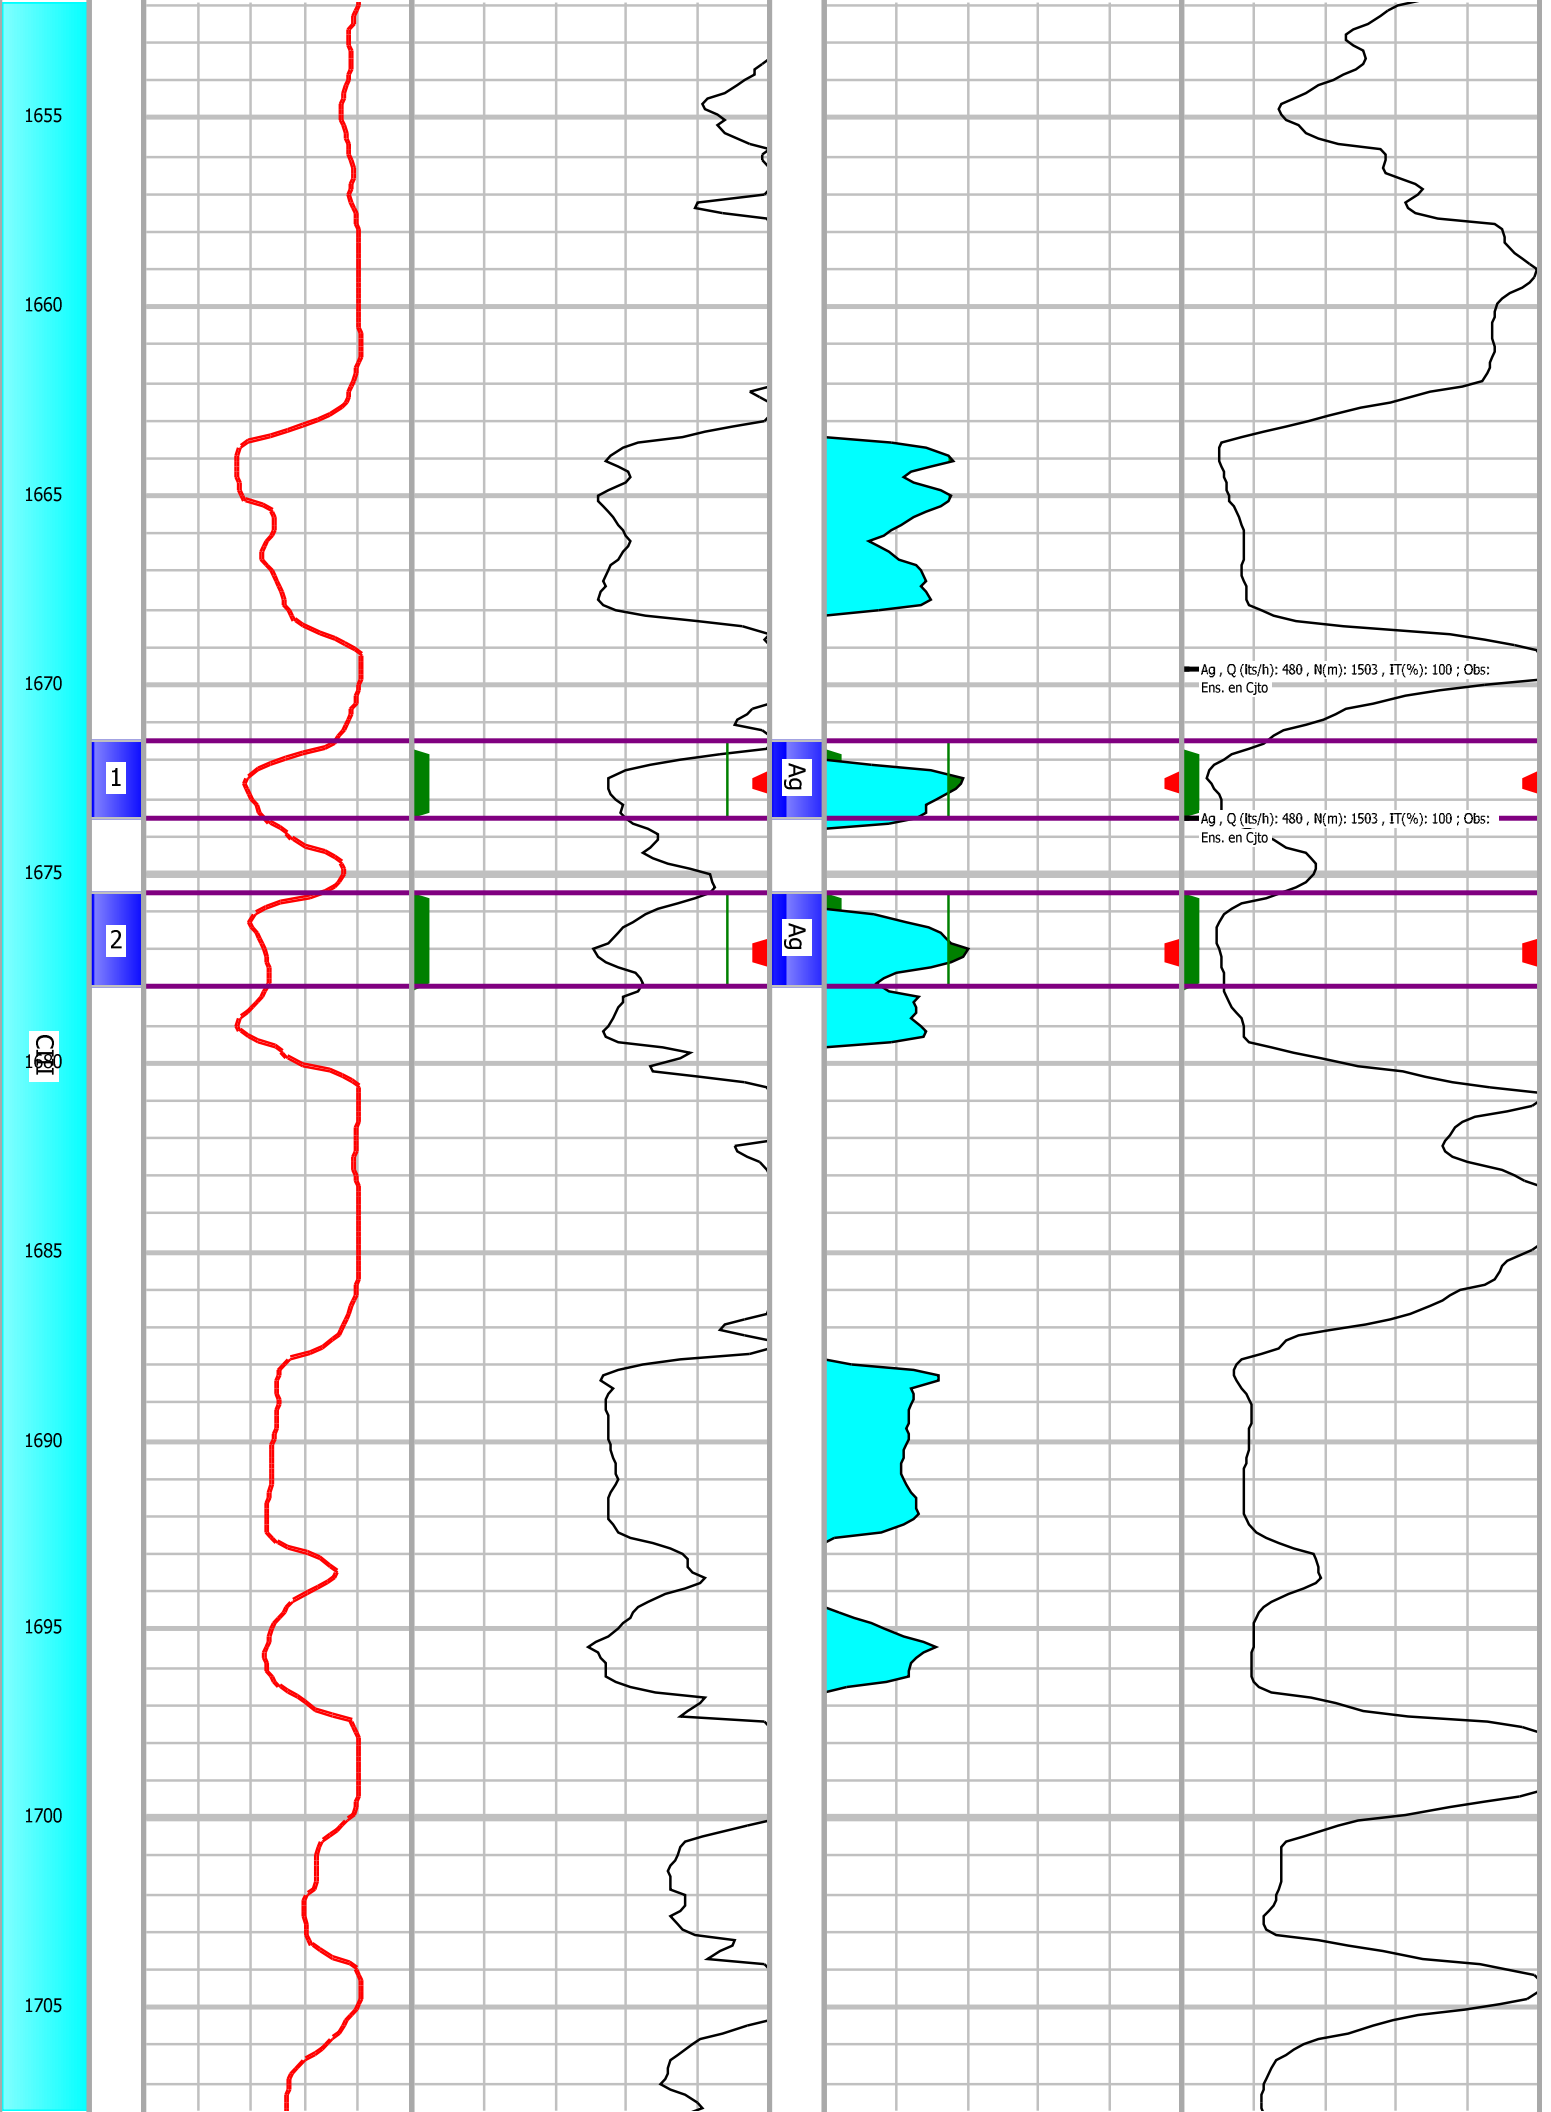 1655
1660
1665
Ag , Q (lts/h): 480 , N(m): 1503 , IT(%): 100 ; Obs:
Ens. en Cjto
1670
1
Ag
Ag , Q (lts/h): 480 , N(m): 1503 , IT(%): 100 ; Obs:
Ens. en Cjto
1675
2
Ag
1680
1685
1690
1695
1700
1705